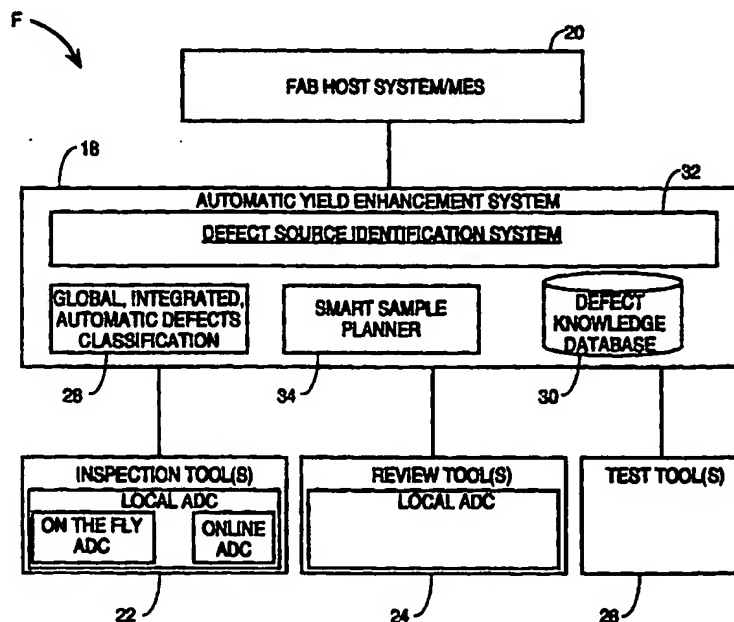 F
20
FAB HOST SYSTEM/MES
18
AUTOMATIC YIELD ENHANCEMENT SYSTEM
32
DEFECT SOURCE IDENTIFICATION SYSTEM
GLOBAL, INTEGRATED,
AUTOMATIC DEFECTS
CLASSIFICATION
SMART SAMPLE
PLANNER
DEFECT
KNOWLEDGE
DATABASE
28
34
30
INSPECTION TOOL(S)
LOCAL ADC
ON THE FLY
ADC
ONLINE
ADC
REVIEW TOOL(S)
LOCAL ADC
TEST TOOL(S)
22
24
26